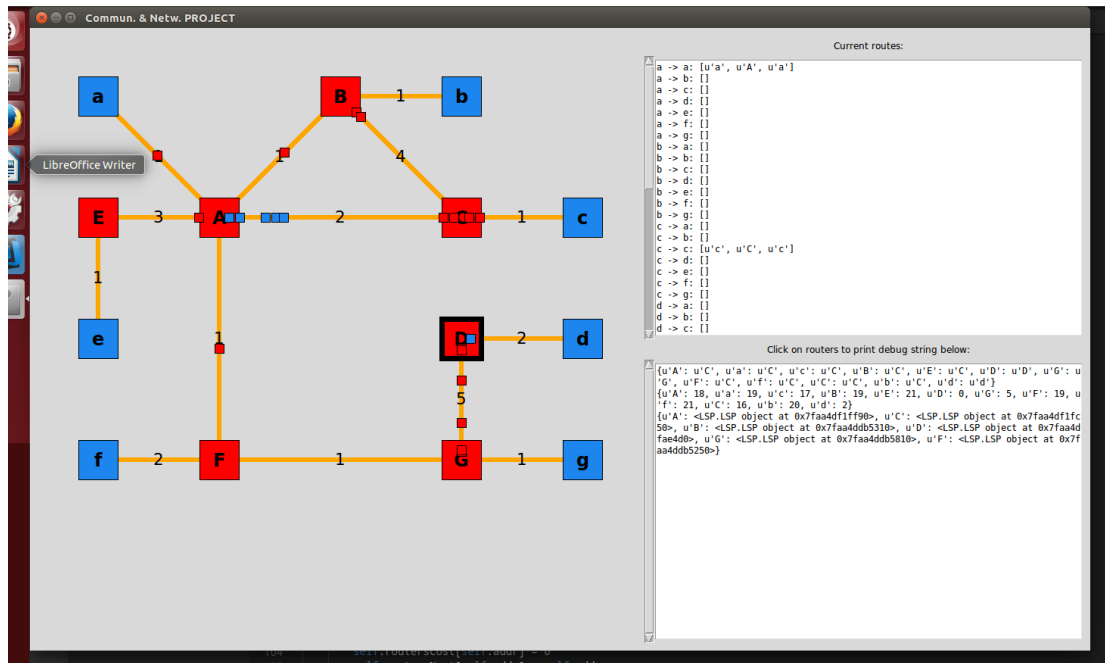 Commun. & Netw. PROJECT
LibreOffice Writer
a
B
1
b
1
4
E
3
A
2
C
1
c
1
1
e
D
2
d
5
f
2
F
1
G
1
g
Current routes:
a -> a: [u'a', u'A', u'a']
a -> b: []
a -> c: []
a -> d: []
a -> e: []
a -> f: []
a -> g: []
b -> a: []
b -> b: []
b -> c: []
b -> d: []
b -> e: []
b -> f: []
b -> g: []
c -> a: []
c -> b: []
c -> c: [u'c', u'C', u'c']
c -> d: []
c -> e: []
c -> f: []
c -> g: []
d -> a: []
d -> b: []
d -> c: []
Click on routers to print debug string below:
{u'A': u'C', u'a': u'C', u'c': u'C', u'B': u'C', u'E': u'C', u'D': u'D', u'G': u
'G', u'F': u'C', u'f': u'C', u'C': u'C', u'b': u'C', u'd': u'd'}
{u'A': 18, u'a': 19, u'c': 17, u'B': 19, u'E': 21, u'D': 0, u'G': 5, u'F': 19, u
'f': 21, u'C': 16, u'b': 20, u'd': 2}
{u'A': <LSP.LSP object at 0x7faa4df1ff90>, u'C': <LSP.LSP object at 0x7faa4df1fc
50>, u'B': <LSP.LSP object at 0x7faa4ddb5310>, u'D': <LSP.LSP object at 0x7faa4d
fae4d0>, u'G': <LSP.LSP object at 0x7faa4ddb5810>, u'F': <LSP.LSP object at 0x7f
aa4ddb5250>}